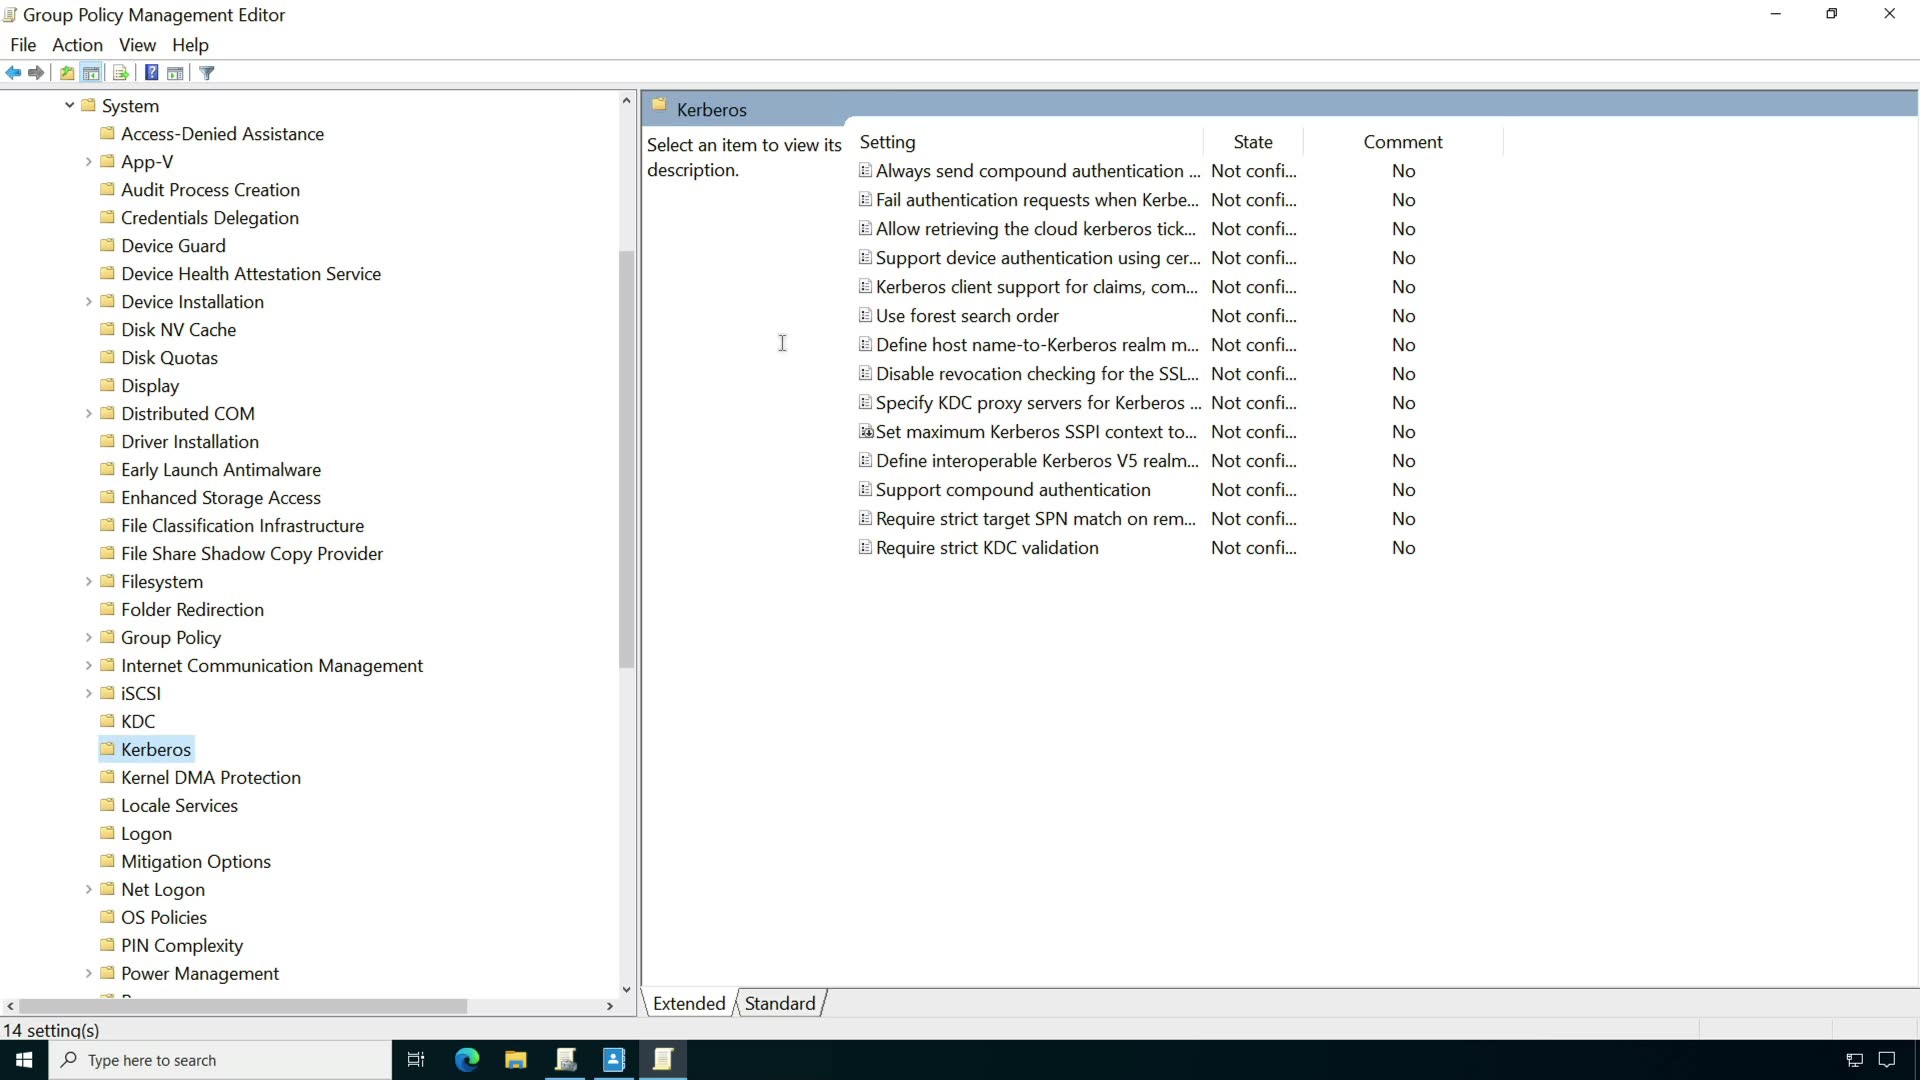 Group Policy Management Editor
File Action View Help
System
Access-Denied Assistance
App-V
Audit Process Creation
Credentials Delegation
Device Guard
Device Health Attestation Service
Device Installation
Disk NV Cache
Disk Quotas
Display
Distributed COM
Driver Installation
Early Launch Antimalware
Enhanced Storage Access
File Classification Infrastructure
File Share Shadow Copy Provider
Filesystem
Folder Redirection
Group Policy
Internet Communication Management
iSCSI
KDC
Kerberos
Kernel DMA Protection
Locale Services
Logon
Mitigation Options
Net Logon
OS Policies
PIN Complexity
Power Management
Kerberos
Select an item to view its
description.
Setting State Comment
Always send compound authentication ... Not confi... No
Fail authentication requests when Kerbe... Not confi... No
Allow retrieving the cloud kerberos tick... Not confi... No
Support device authentication using cer... Not confi... No
Kerberos client support for claims, com... Not confi... No
Use forest search order Not confi... No
Define host name-to-Kerberos realm m... Not confi... No
Disable revocation checking for the SSL... Not confi... No
Specify KDC proxy servers for Kerberos ... Not confi... No
Set maximum Kerberos SSPI context to... Not confi... No
Define interoperable Kerberos V5 realm... Not confi... No
Support compound authentication Not confi... No
Require strict target SPN match on rem... Not confi... No
Require strict KDC validation Not confi... No
Extended Standard
14 setting(s)
Type here to search